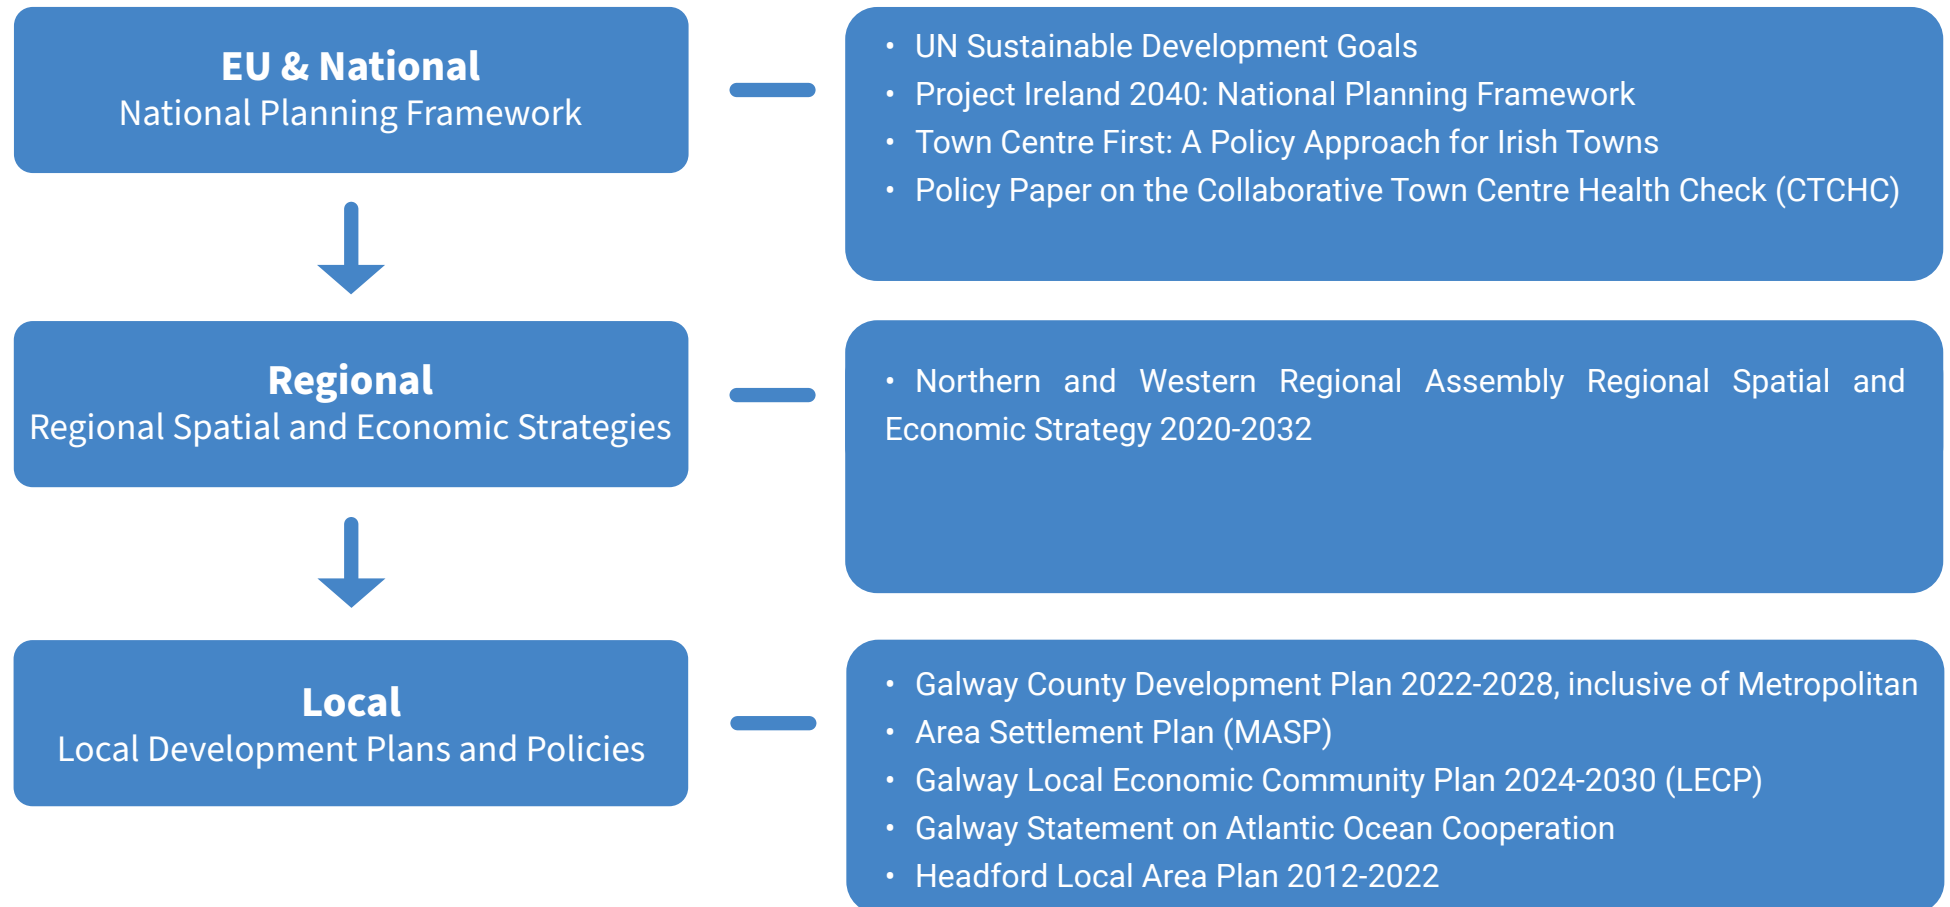 EU & National
National Planning Framework
• UN Sustainable Development Goals
• Project Ireland 2040: National Planning Framework
• Town Centre First: A Policy Approach for Irish Towns
• Policy Paper on the Collaborative Town Centre Health Check (CTCHC)
Regional
Regional Spatial and Economic Strategies
• Northern and Western Regional Assembly Regional Spatial and
Economic Strategy 2020-2032
Local
Local Development Plans and Policies
• Galway County Development Plan 2022-2028, inclusive of Metropolitan
• Area Settlement Plan (MASP)
• Galway Local Economic Community Plan 2024-2030 (LECP)
• Galway Statement on Atlantic Ocean Cooperation
• Headford Local Area Plan 2012-2022